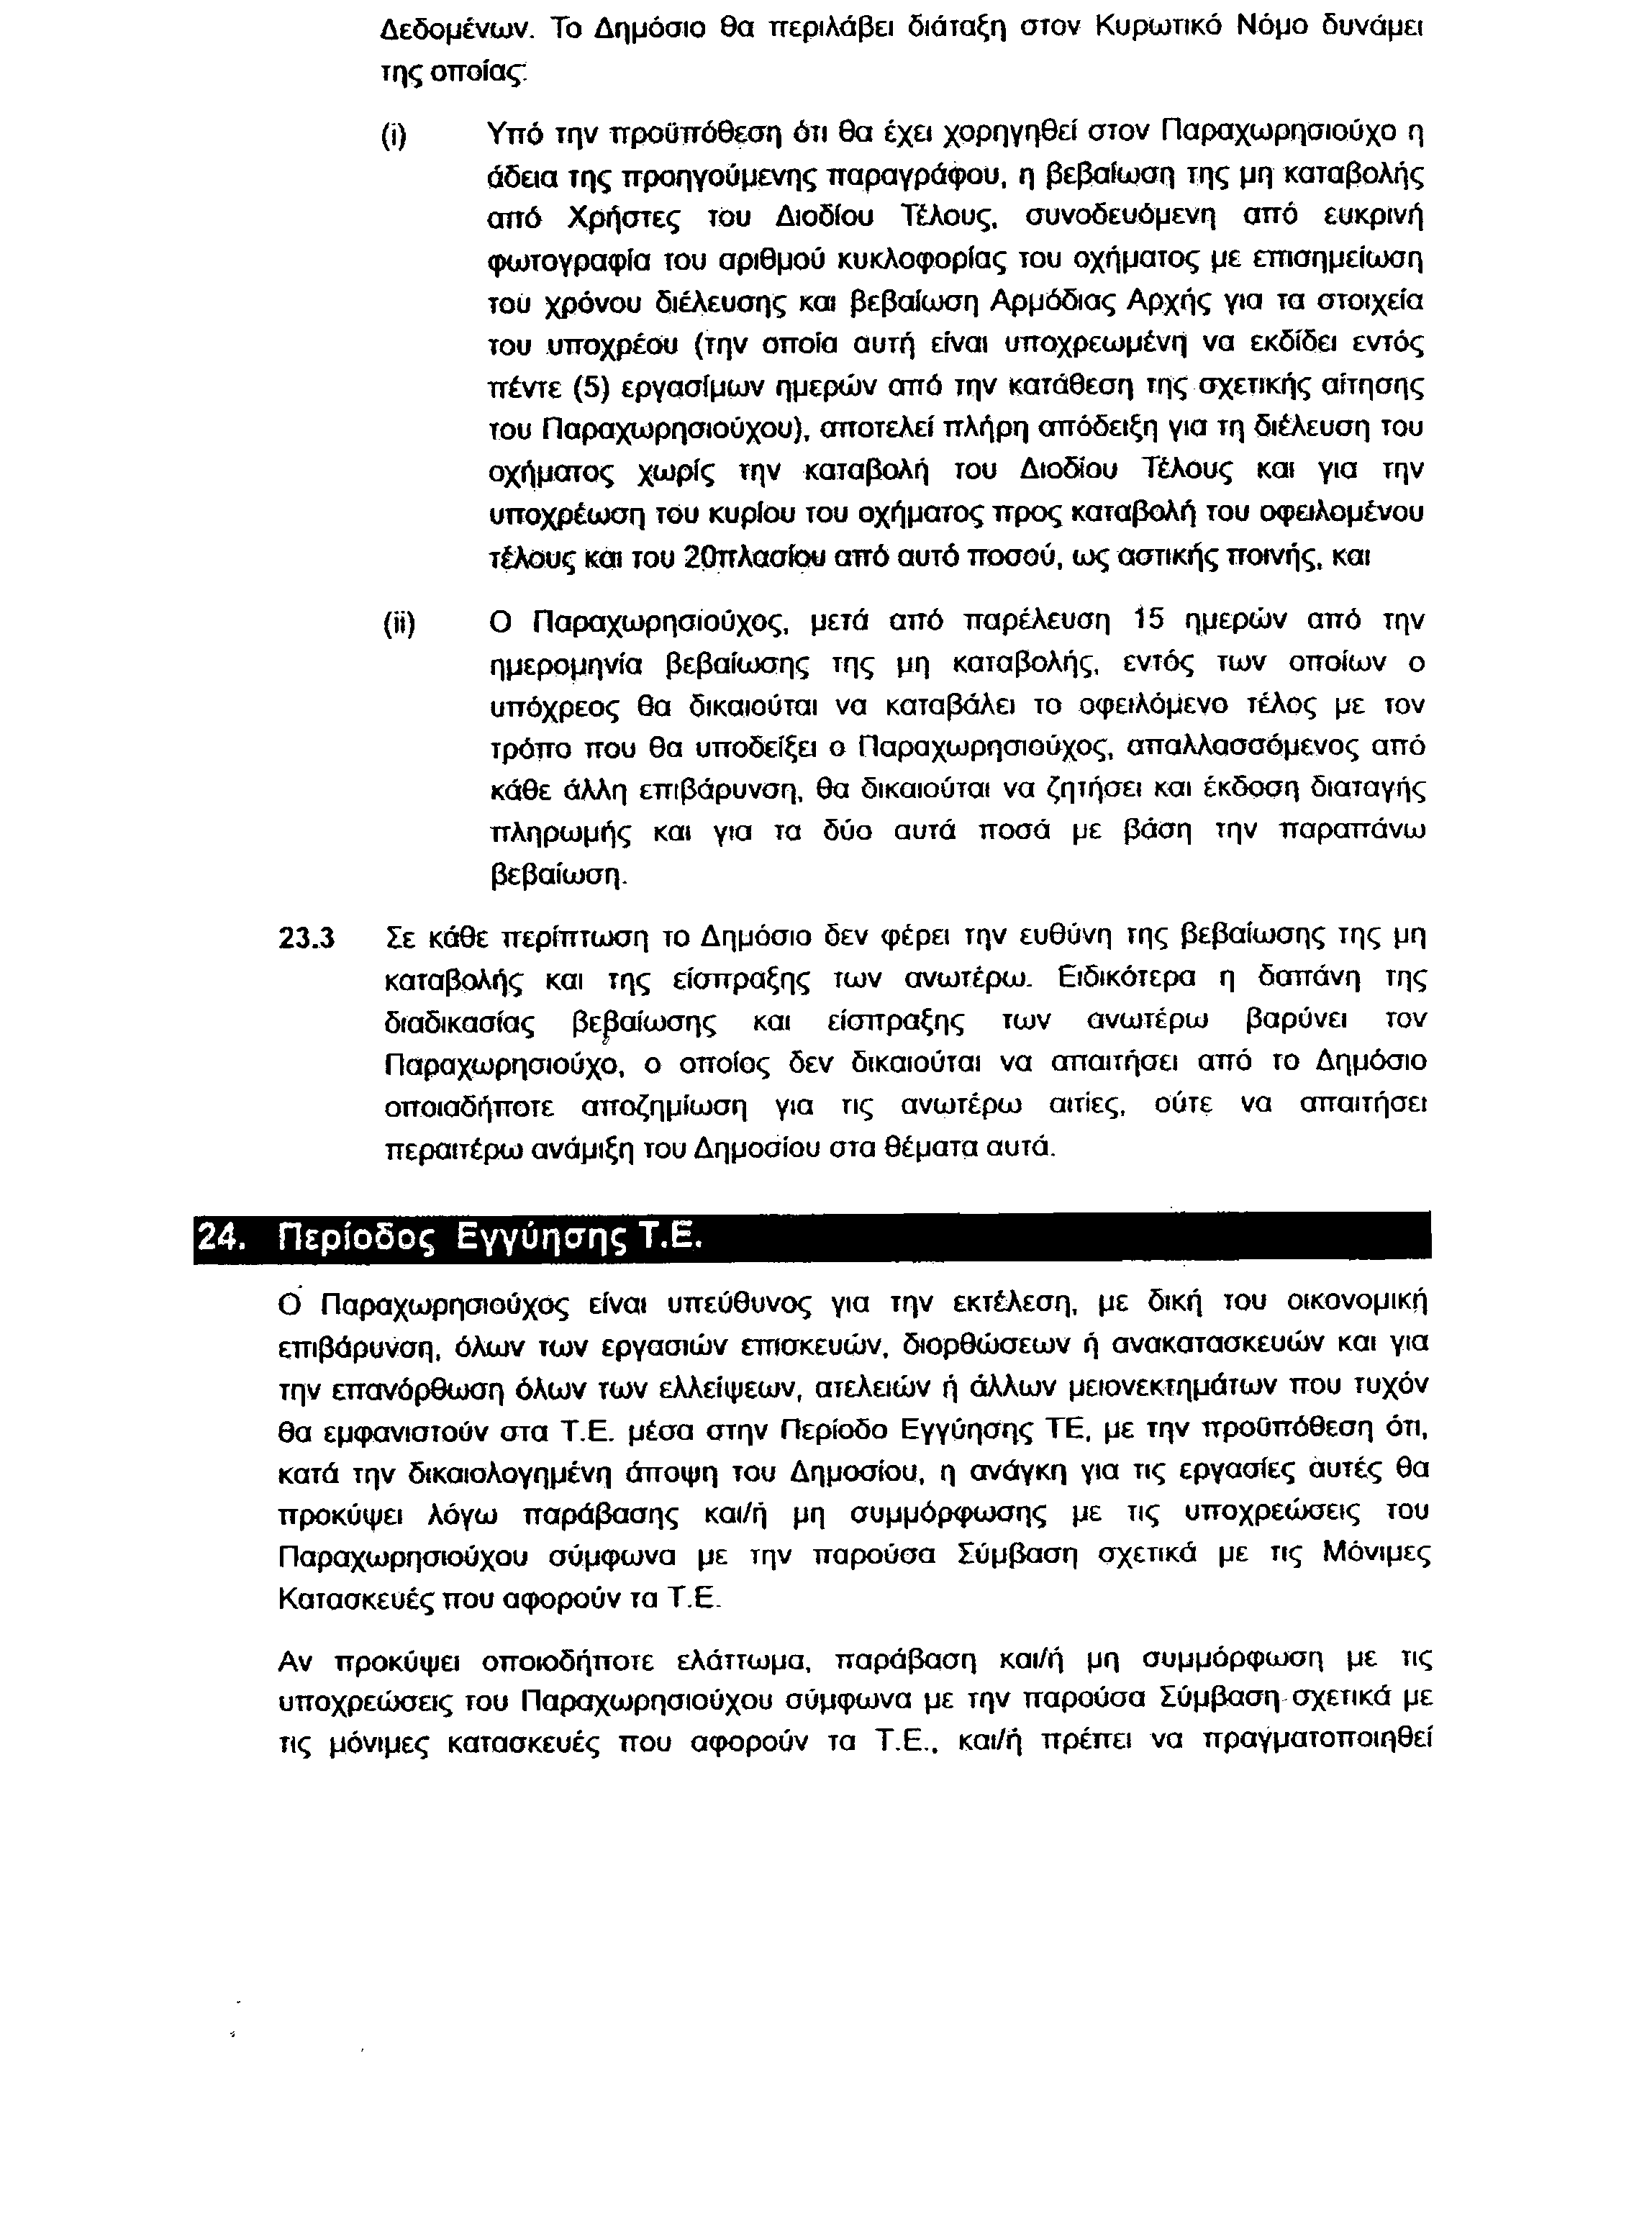 Δεδομένων. Το Δημόσιο θα περιλάβει διάταξη στον Κυρωτικό Νόμο δυνάμει
της οποίας:
(i) Υπό την προϋπόθεση ότι θα έχει χορηγηθεί στον Παραχωρησιούχο η
άδεια της προηγούμενης παραγράφου, η βεβαίωση της μη καταβολής
από Χρήστες του Διοδίου Τέλους, συνοδευόμενη από ευκρινή
φωτογραφία του αριθμού κυκλοφορίας του οχήματος με επισημείωση
του χρόνου διέλευσης και βεβαίωση Αρμόδιας Αρχής για τα στοιχεία
του υποχρέου (την οποία αυτή είναι υποχρεωμένη να εκδίδει εντός
πέντε (5) εργασίμων ημερών από την κατάθεση της σχετικής αίτησης
του Παραχωρησιούχου), αποτελεί πλήρη απόδειξη για τη διέλευση του
οχήματος χωρίς την καταβολή του Διοδίου Τέλους και για την
υποχρέωση του κυρίου του οχήματος προς καταβολή του οφειλομένου
τέλους και του 20πλασίου από αυτό ποσού, ως αστικής ποινής, και
(ii) Ο Παραχωρησιούχος, μετά από παρέλευση 15 ημερών από την
ημερομηνία βεβαίωσης της μη καταβολής, εντός των οποίων ο
υπόχρεος θα δικαιούται να καταβάλει το οφειλόμενο τέλος με τον
τρόπο που θα υποδείξει ο Παραχωρησιούχος, απαλλασσόμενος από
κάθε άλλη επιβάρυνση, θα δικαιούται να ζητήσει και έκδοση διαταγής
πληρωμής και για τα δύο αυτά ποσά με βάση την παραπάνω
βεβαίωση.
23.3 Σε κάθε περίπτωση το Δημόσιο δεν φέρει την ευθύνη της βεβαίωσης της μη
καταβολής και της είσπραξης των ανωτέρω. Ειδικότερα η δαπάνη της
διαδικασίας βεβαίωσης και είσπραξης των ανωτέρω βαρύνει τον
Παραχωρησιούχο, ο οποίος δεν δικαιούται να απαιτήσει από το Δημόσιο
οποιαδήποτε αποζημίωση για τις ανωτέρω αιτίες, ούτε να απαιτήσει
περαιτέρω ανάμιξη του Δημοσίου στα θέματα αυτά.
24. Περίοδος Εγγύησης Τ.Ε.
Ο Παραχωρησιούχος είναι υπεύθυνος για την εκτέλεση, με δική του οικονομική
επιβάρυνση, όλων των εργασιών επισκευών, διορθώσεων ή ανακατασκευών και για
την επανόρθωση όλων των ελλείψεων, ατελειών ή άλλων μειονεκτημάτων που τυχόν
θα εμφανιστούν στα Τ.Ε. μέσα στην Περίοδο Εγγύησης ΤΕ, με την προϋπόθεση ότι,
κατά την δικαιολογημένη άποψη του Δημοσίου, η ανάγκη για τις εργασίες αυτές θα
προκύψει λόγω παράβασης και/ή μη συμμόρφωσης με τις υποχρεώσεις του
Παραχωρησιούχου σύμφωνα με την παρούσα Σύμβαση σχετικά με τις Μόνιμες
Κατασκευές που αφορούν τα Τ.Ε.
Αν προκύψει οποιοδήποτε ελάττωμα, παράβαση και/ή μη συμμόρφωση με τις
υποχρεώσεις του Παραχωρησιούχου σύμφωνα με την παρούσα Σύμβαση σχετικά με
τις μόνιμες κατασκευές που αφορούν τα Τ.Ε., και/ή πρέπει να πραγματοποιηθεί